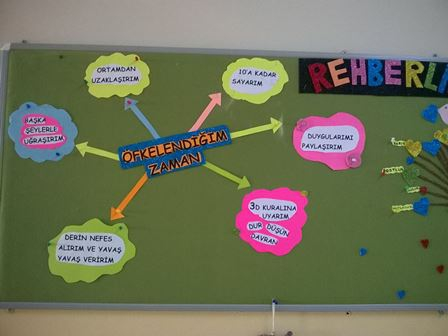 REHBERLİ
ORTAMDAN
UZAKLAŞIRIM
10'A KADAR
SAYARIM
BAŞKA
ŞEYLERLE
UĞRAŞIRIM
ÖFKELENDİĞİM
ZAMAN
DUYGULARIMI
PAYLAŞIRIM
3D KURALINA
UYARIM
DUR DÜŞÜN
DAVRAN
DERİN NEFES
ALIRIM VE YAVAŞ
YAVAŞ VERİRİM